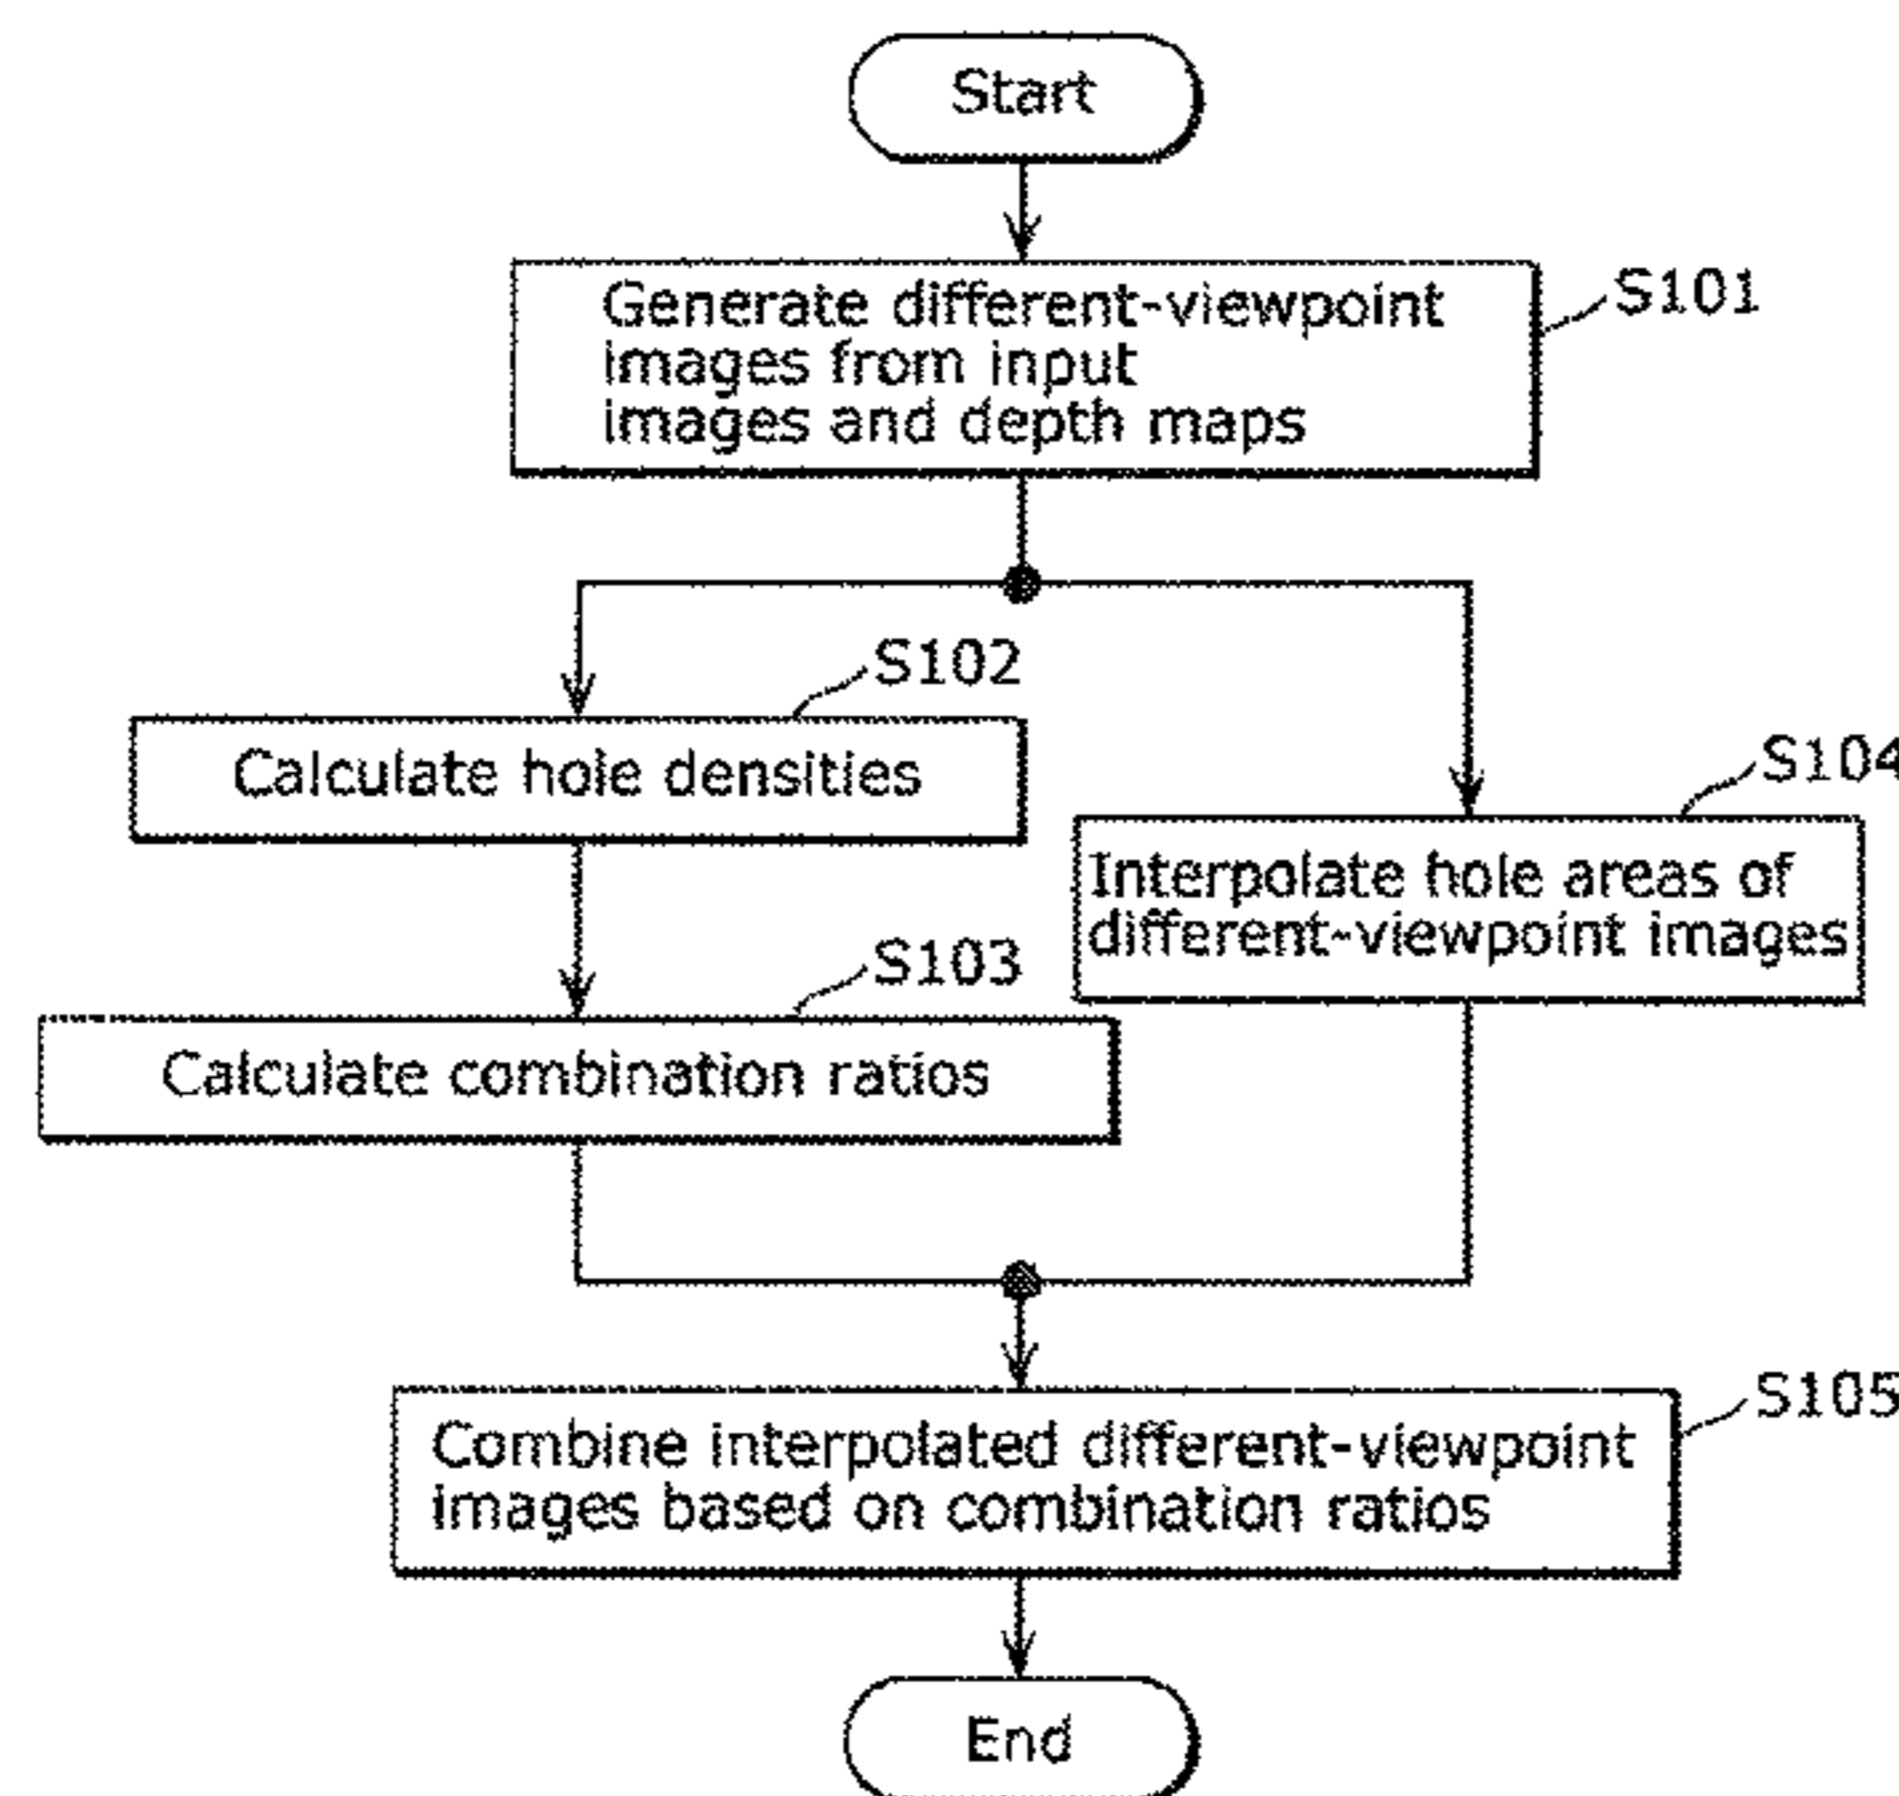 Start
Generate different-viewpoint
images from input
images and depth maps
S101
S102
Calculate hole densities
S104
Interpolate hole areas of
different-viewpoint images
S103
Calculate combination ratios
S105
Combine interpolated different-viewpoint
images based on combination ratios
End